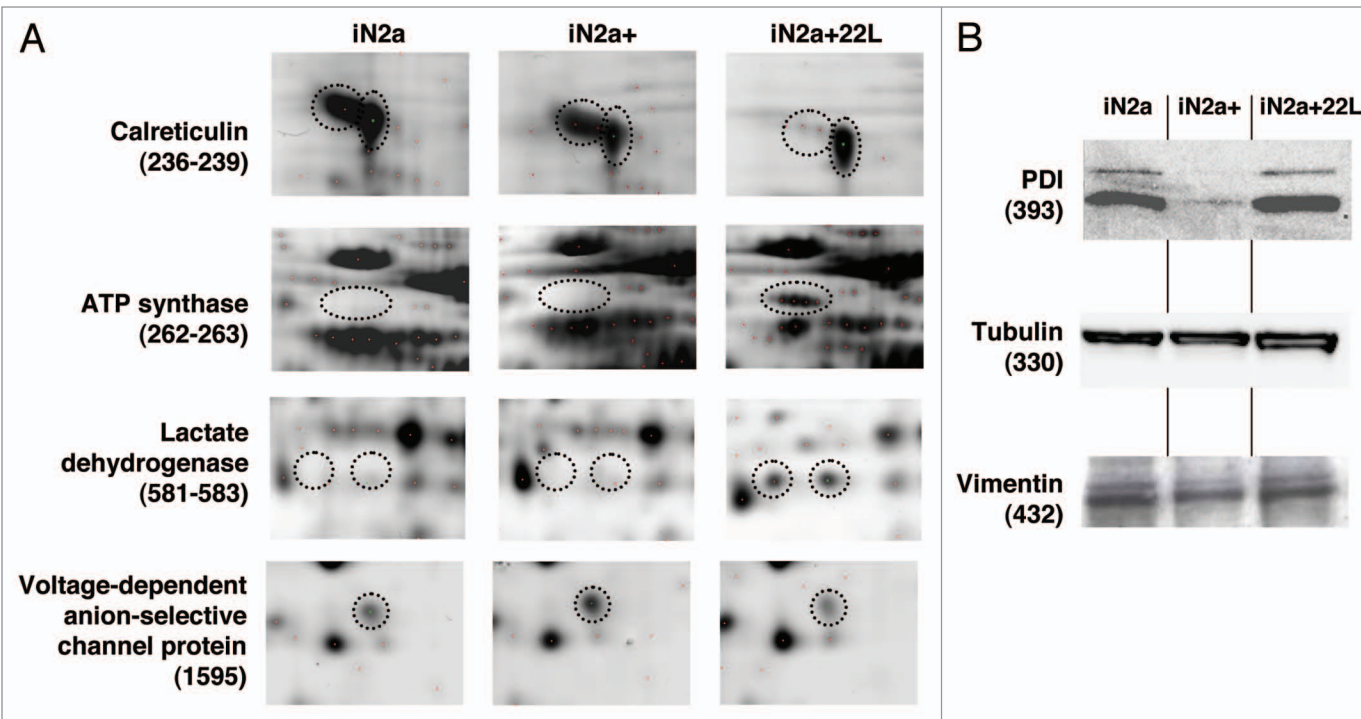 A
iN2a
iN2a+
iN2a+22L
Calreticulin
(236-239)
ATP synthase
(262-263)
Lactate
dehydrogenase
(581-583)
Voltage-dependent
anion-selective
channel protein
(1595)
B
iN2a
iN2a+
iN2a+22L
PDI
(393)
Tubulin
(330)
Vimentin
(432)